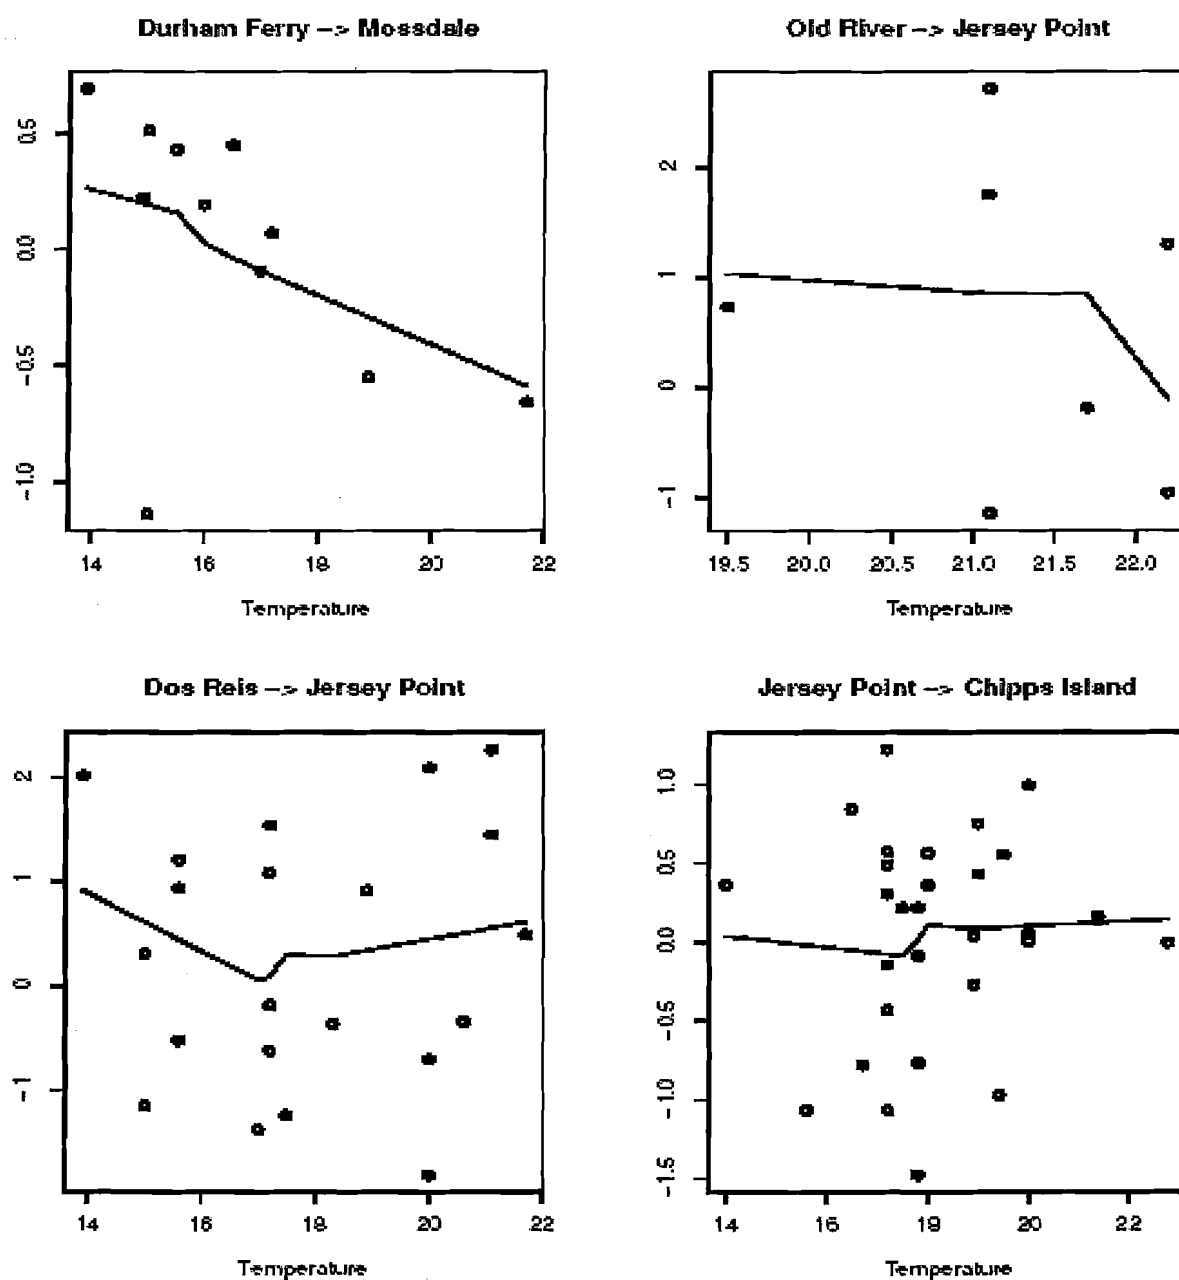 Durham Ferry -> Mossdale
0.5
0.0
-0.5
-1.0
14 16 18 20 22
Temperature
Old River -> Jersey Point
2
1
0
-1
19.5 20.0 20.5 21.0 21.5 22.0
Temperature
Dos Reis -> Jersey Point
2
1
0
-1
14 16 18 20 22
Temperature
Jersey Point -> Chipps Island
1.0
0.5
0.0
-0.5
-1.0
-1.5
14 16 18 20 22
Temperature